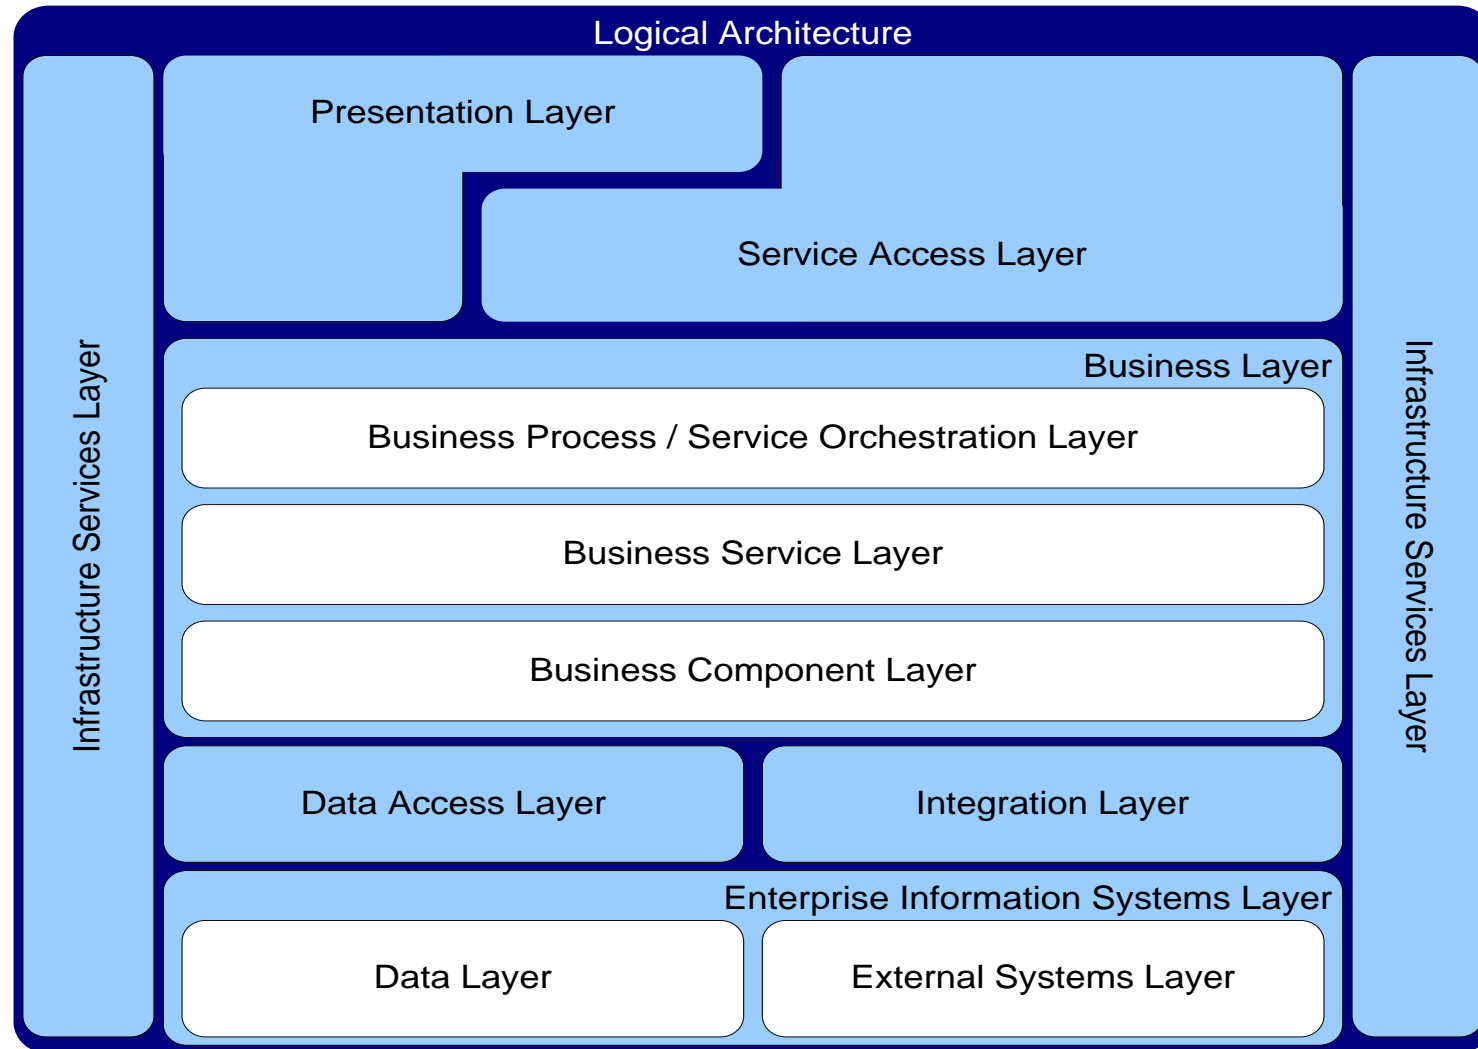 Logical Architecture
Presentation Layer
Service Access Layer
Infrastructure Services Layer
Business Layer
Business Process / Service Orchestration Layer
Business Service Layer
Business Component Layer
Infrastructure Services Layer
Data Access Layer
Integration Layer
Enterprise Information Systems Layer
Data Layer
External Systems Layer